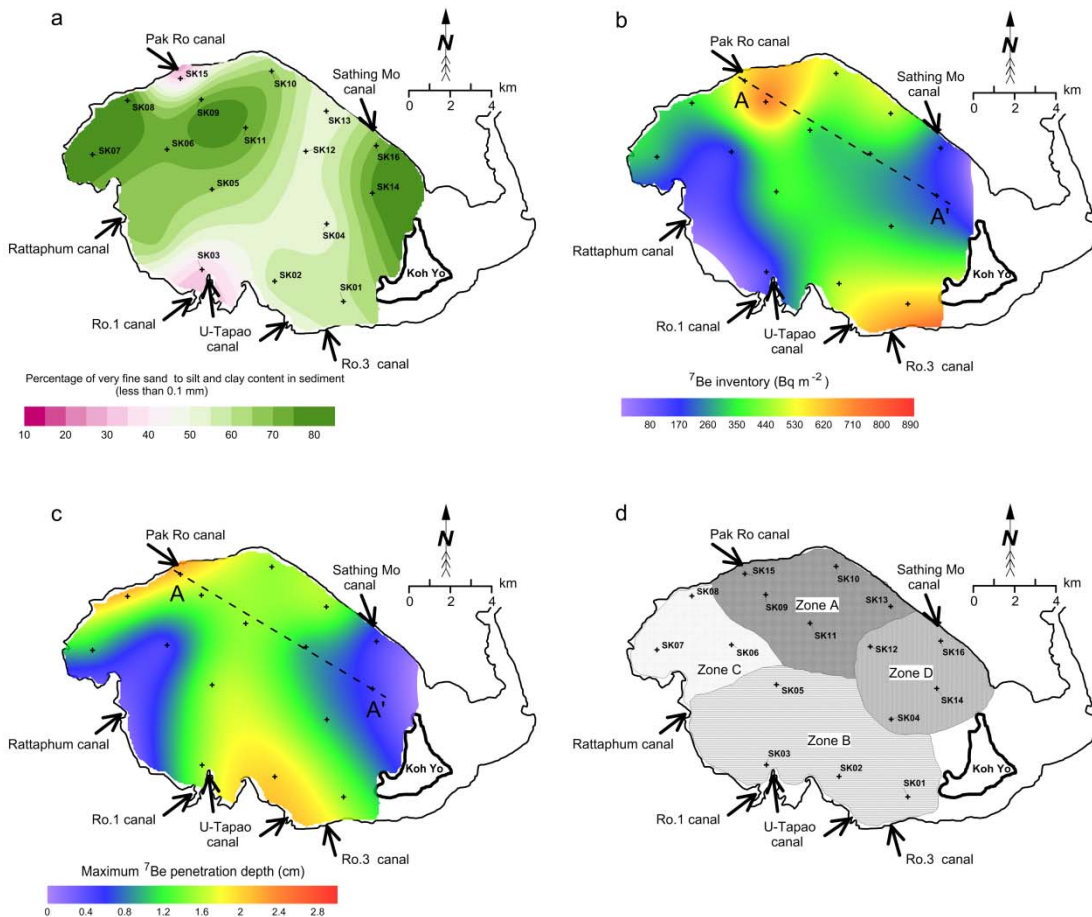 a
Pak Ro canal
SK15
N
0 2 4
km
SK10
Sathing Mo
canal
SK08
SK09
SK13
SK11
SK12
SK16
SK07
SK06
SK05
SK14
Rattaphum canal
SK04
SK03
SK02
Koh Yo
SK01
Ro.1 canal
U-Tapao
canal
Ro.3 canal
Percentage of very fine sand to silt and clay content in sediment
(less than 0.1 mm)
10 20 30 40 50 60 70 80
b
Pak Ro canal
N
0 2 4
km
Sathing Mo
canal
A
A'
Rattaphum canal
Koh Yo
Ro.1 canal
U-Tapao
canal
Ro.3 canal
⁷Be inventory (Bq m⁻²)
80 170 260 350 440 530 620 710 800 890
c
Pak Ro canal
N
0 2 4
km
Sathing Mo
canal
A
A'
Rattaphum canal
Koh Yo
Ro.1 canal
U-Tapao
canal
Ro.3 canal
Maximum ⁷Be penetration depth (cm)
0 0.4 0.8 1.2 1.6 2 2.4 2.8
d
Pak Ro canal
N
0 2 4
km
SK15
SK10
Sathing Mo
canal
SK08
SK09
Zone A
SK13
SK11
SK12
SK16
SK07
SK06
Zone C
Zone D
SK05
SK14
Rattaphum canal
SK04
Zone B
SK03
SK02
Koh Yo
SK01
Ro.1 canal
U-Tapao
canal
Ro.3 canal